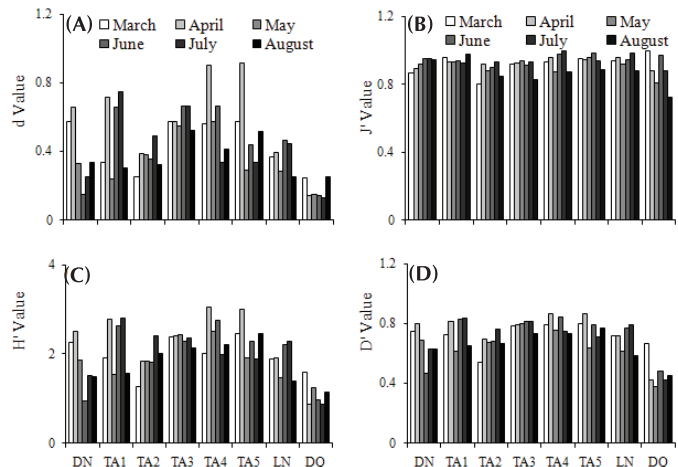 (A)
March April May
June July August
d Value
1.2
0.8
0.4
0
(B)
March April May
June July August
J' Value
1.2
0.8
0.4
0
(C)
H' Value
4
2
0
DN TA1 TA2 TA3 TA4 TA5 LN DQ
(D)
D' Value
1.2
0.8
0.4
0
DN TA1 TA2 TA3 TA4 TA5 LN DQ